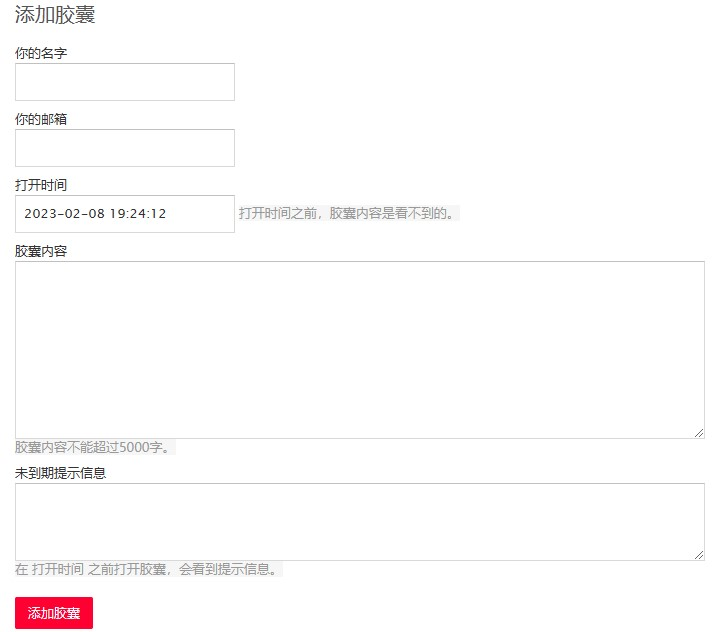 添加胶囊
你的名字
你的邮箱
打开时间
2023-02-08 19:24:12 打开时间之前，胶囊内容是看不到的。
胶囊内容
胶囊内容不能超过5000字。
未到期提示信息
在 打开时间 之前打开胶囊，会看到提示信息。
添加胶囊